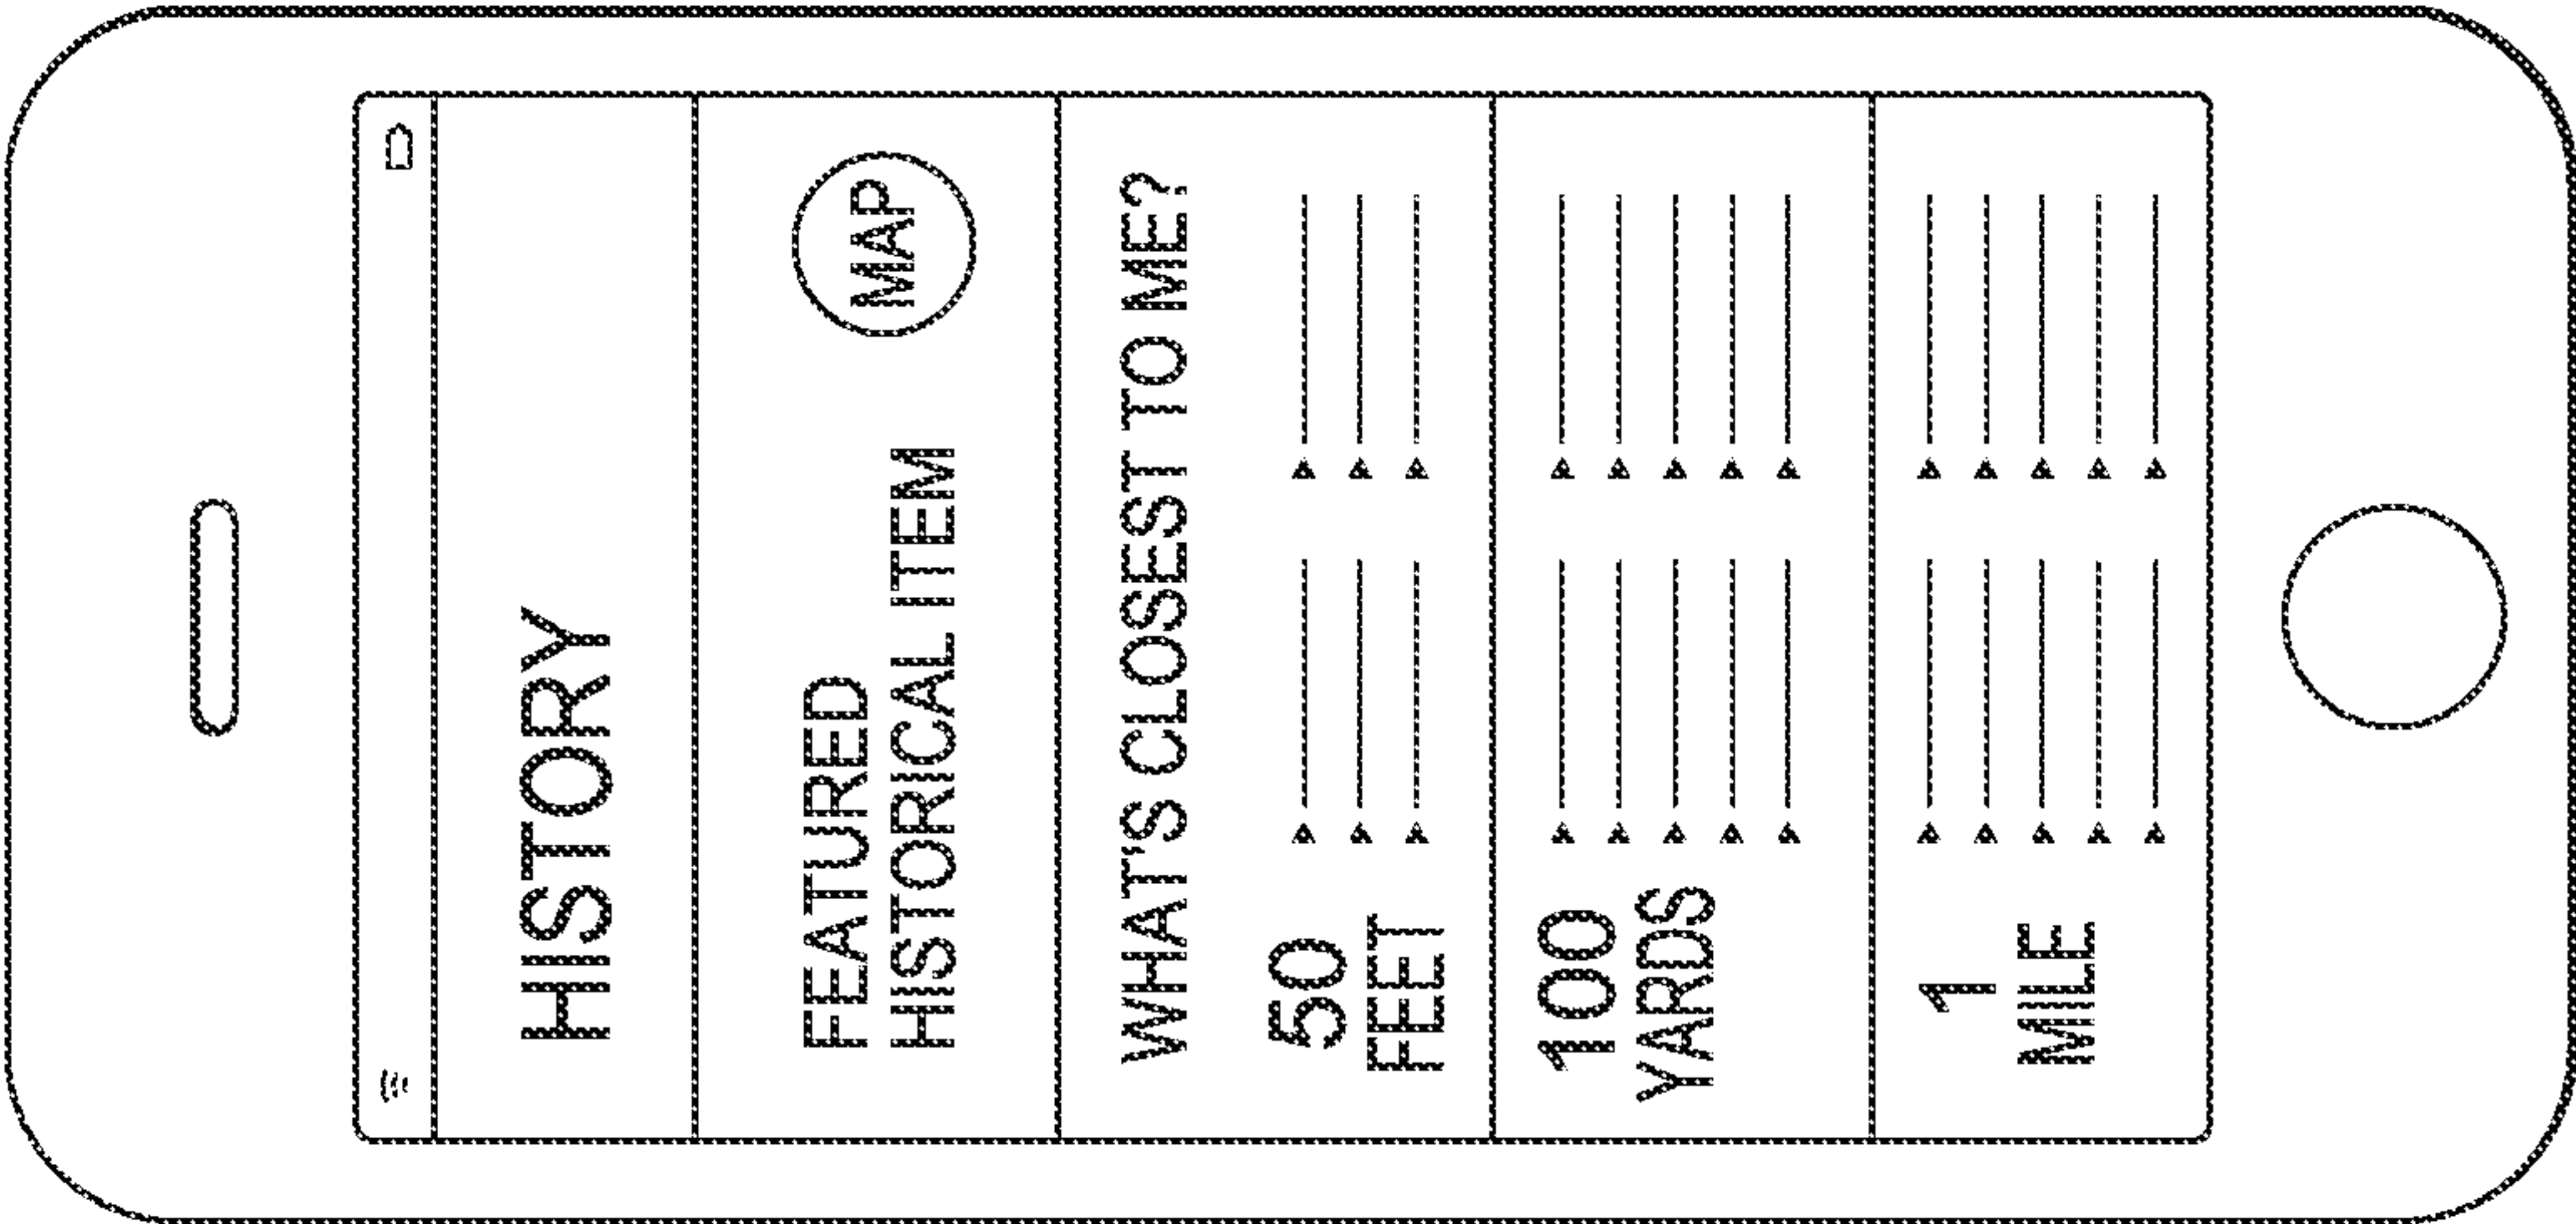 HISTORY
FEATURED
HISTORICAL ITEM
MAP
WHAT'S CLOSEST TO ME?
50
FEET
100
YARDS
1
MILE